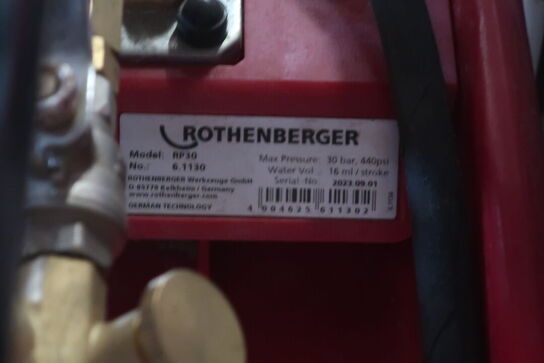 ROTHENBERGER
Model: RP30
No.: 6.1130
Max Pressure: 30 bar, 440psi
Water Vol.: 16 ml / stroke
Serial-No 2023.09.01
ROTHENBERGER Werkzeuge GmbH
D-65779 Kelkheim / Germany
www.rothenberger.com
GERMAN TECHNOLOGY
4 004625 611302